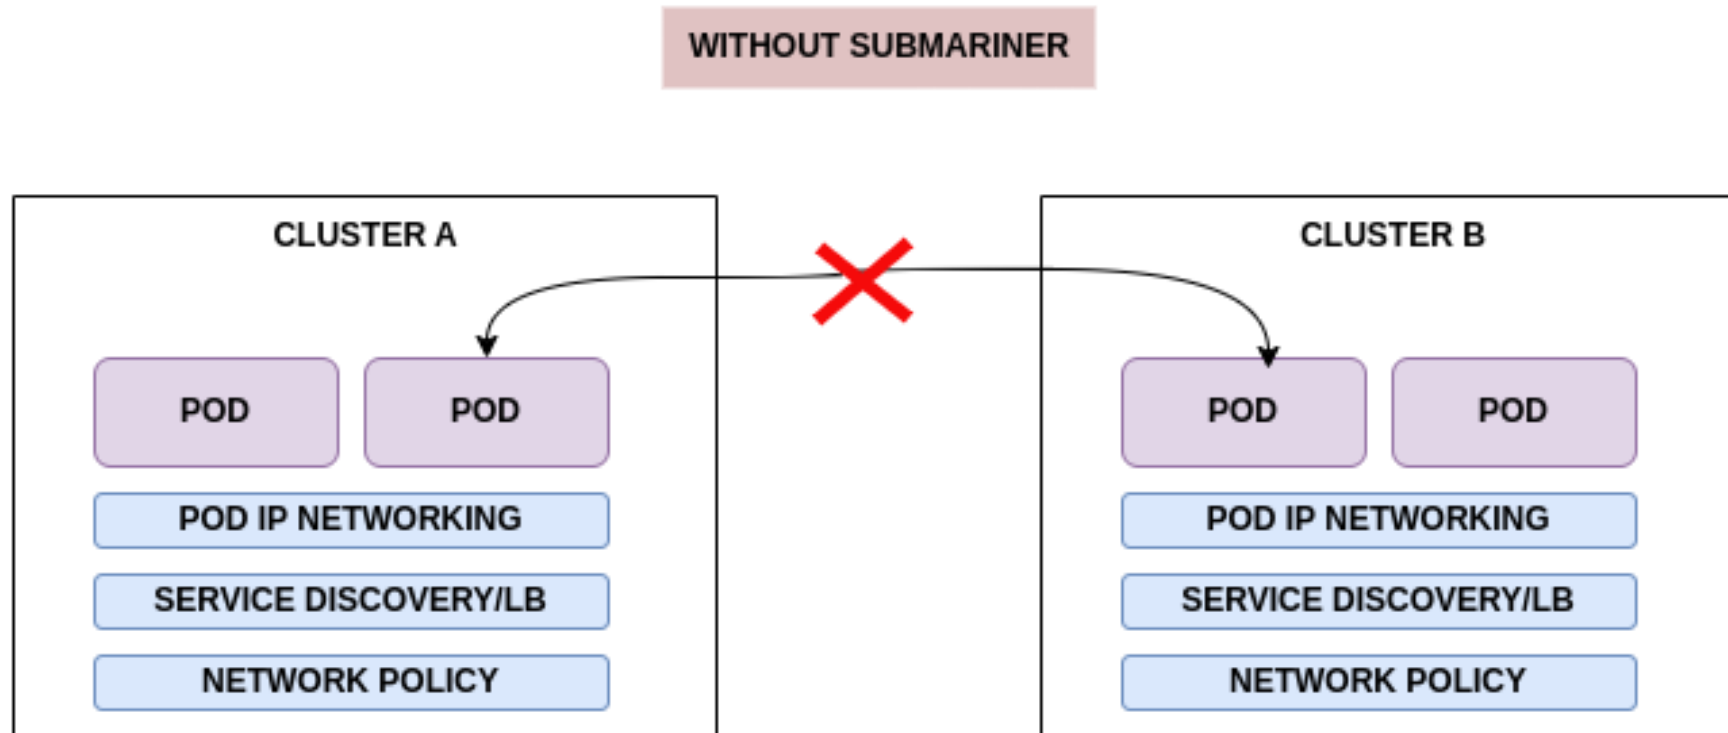 WITHOUT SUBMARINER
CLUSTER A
CLUSTER B
POD
POD
POD
POD
POD IP NETWORKING
POD IP NETWORKING
SERVICE DISCOVERY/LB
SERVICE DISCOVERY/LB
NETWORK POLICY
NETWORK POLICY